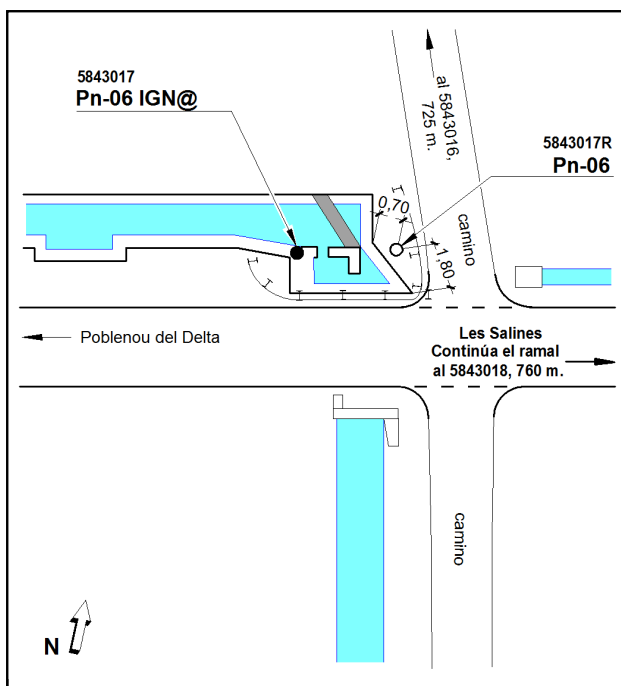 5843017
Pn-06 IGN@
al 5843016,
725 m.
5843017R
Pn-06
0,70
camino
1,80
Poblenou del Delta
Les Salines
Continúa el ramal
al 5843018, 760 m.
camino
N